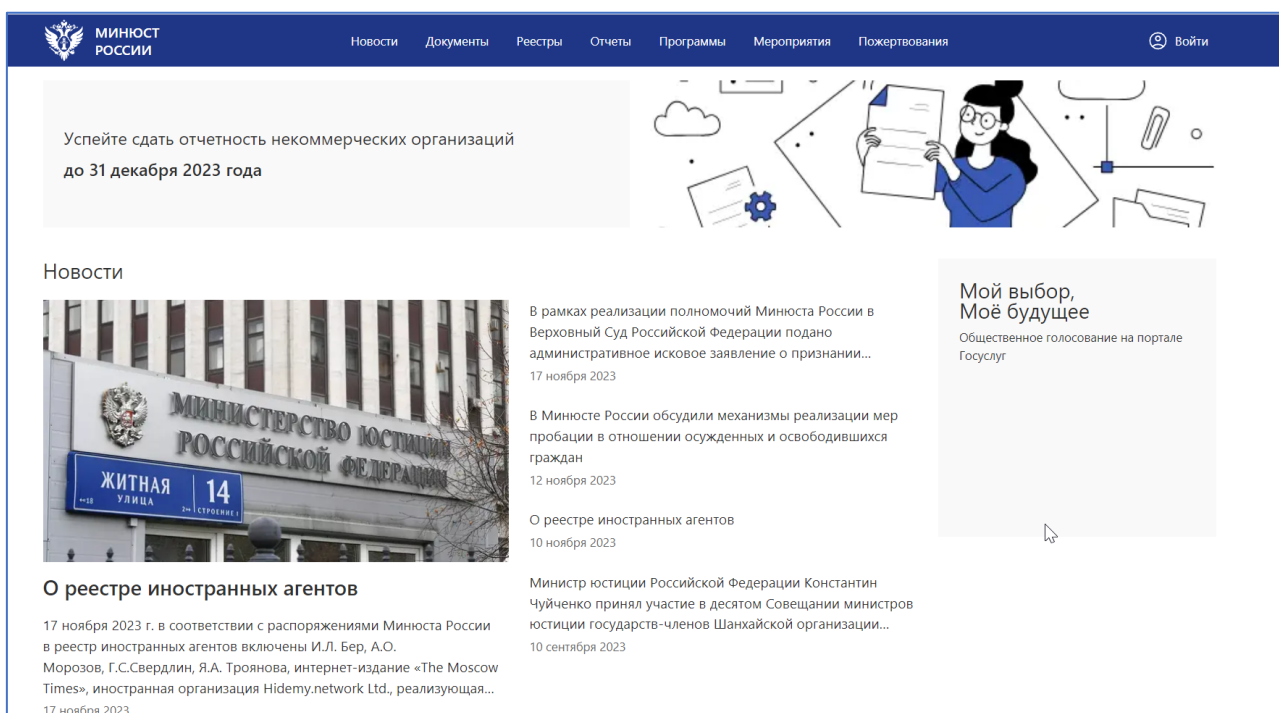 МИНЮСТ
РОССИИ
Новости
Документы
Реестры
Отчеты
Программы
Мероприятия
Пожертвования
Войти
Успейте сдать отчетность некоммерческих организаций
до 31 декабря 2023 года
Новости
МИНИСТЕРСТВО ЮСТИЦИИ
РОССИЙСКОЙ ФЕДЕРАЦИИ
ЖИТНАЯ
УЛИЦА
14
СТРОЕНИЕ 1
О реестре иностранных агентов
17 ноября 2023 г. в соответствии с распоряжениями Минюста России
в реестр иностранных агентов включены И.Л. Бер, А.О.
Морозов, Г.С.Свердлин, Я.А. Троянова, интернет-издание «The Moscow
Times», иностранная организация Hidemy.network Ltd., реализующая...
17 ноября 2023
В рамках реализации полномочий Минюста России в
Верховный Суд Российской Федерации подано
административное исковое заявление о признании...
17 ноября 2023
В Минюсте России обсудили механизмы реализации мер
пробации в отношении осужденных и освободившихся
граждан
12 ноября 2023
О реестре иностранных агентов
10 ноября 2023
Министр юстиции Российской Федерации Константин
Чуйченко принял участие в десятом Совещании министров
юстиции государств-членов Шанхайской организации...
10 сентября 2023
Мой выбор,
Моё будущее
Общественное голосование на портале
Госуслуг